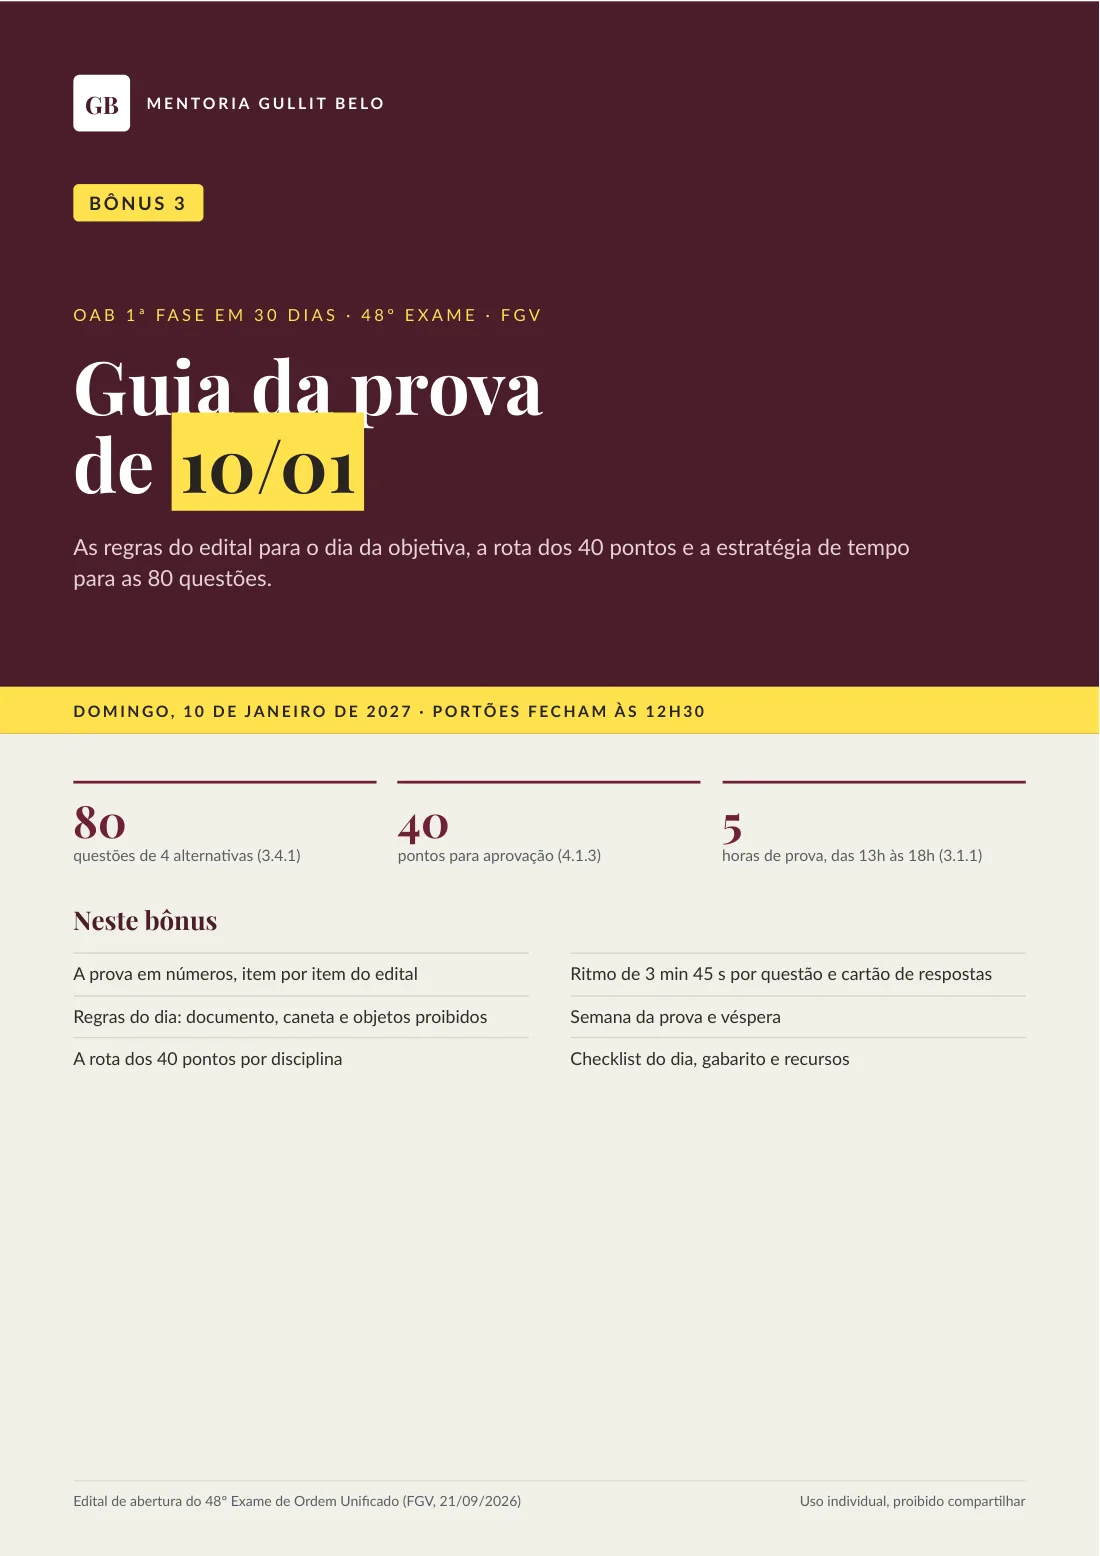 GB
MENTORIA GULLIT BELO
BÔNUS 3
OAB 1ª FASE EM 30 DIAS · 48º EXAME · FGV
Guia da prova
de 10/01
As regras do edital para o dia da objetiva, a rota dos 40 pontos e a estratégia de tempo
para as 80 questões.
DOMINGO, 10 DE JANEIRO DE 2027 · PORTÕES FECHAM ÀS 12H30
80
questões de 4 alternativas (3.4.1)
40
pontos para aprovação (4.1.3)
5
horas de prova, das 13h às 18h (3.1.1)
Neste bônus
A prova em números, item por item do edital
Regras do dia: documento, caneta e objetos proibidos
A rota dos 40 pontos por disciplina
Ritmo de 3 min 45 s por questão e cartão de respostas
Semana da prova e véspera
Checklist do dia, gabarito e recursos
Edital de abertura do 48º Exame de Ordem Unificado (FGV, 21/09/2026)
Uso individual, proibido compartilhar